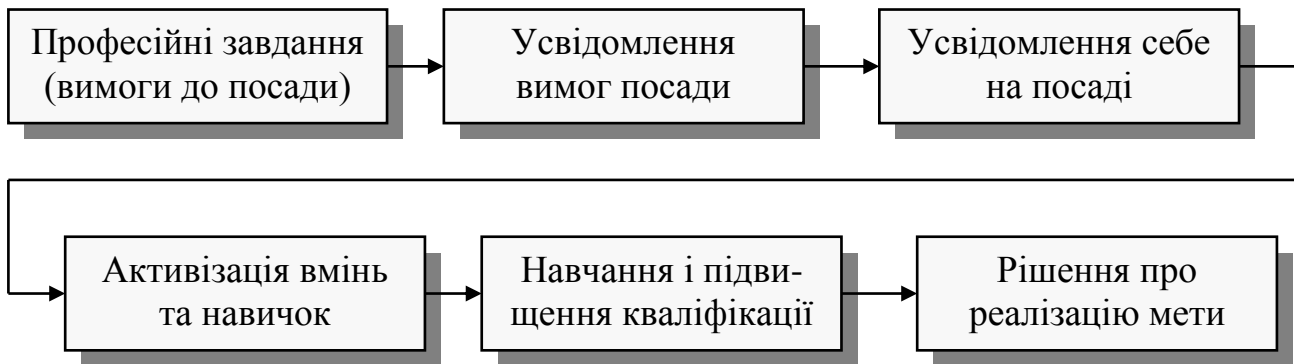 Професійні завдання
(вимоги до посади)
Усвідомлення
вимог посади
Усвідомлення себе
на посаді
Активізація вмінь
та навичок
Навчання і підви-
щення кваліфікації
Рішення про
реалізацію мети